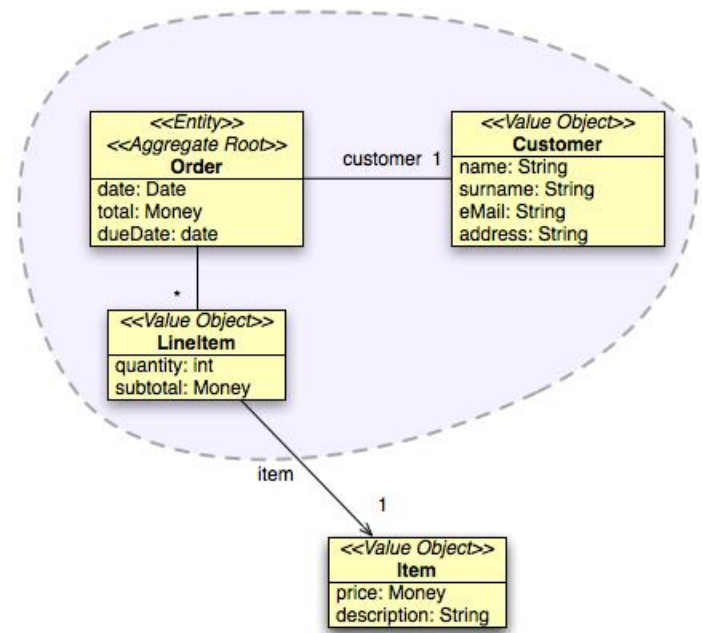 <<Entity>>
<<Aggregate Root>>
Order
date: Date
total: Money
dueDate: date
customer 1
<<Value Object>>
Customer
name: String
surname: String
eMail: String
address: String
*
<<Value Object>>
LineItem
quantity: int
subtotal: Money
item
1
<<Value Object>>
Item
price: Money
description: String